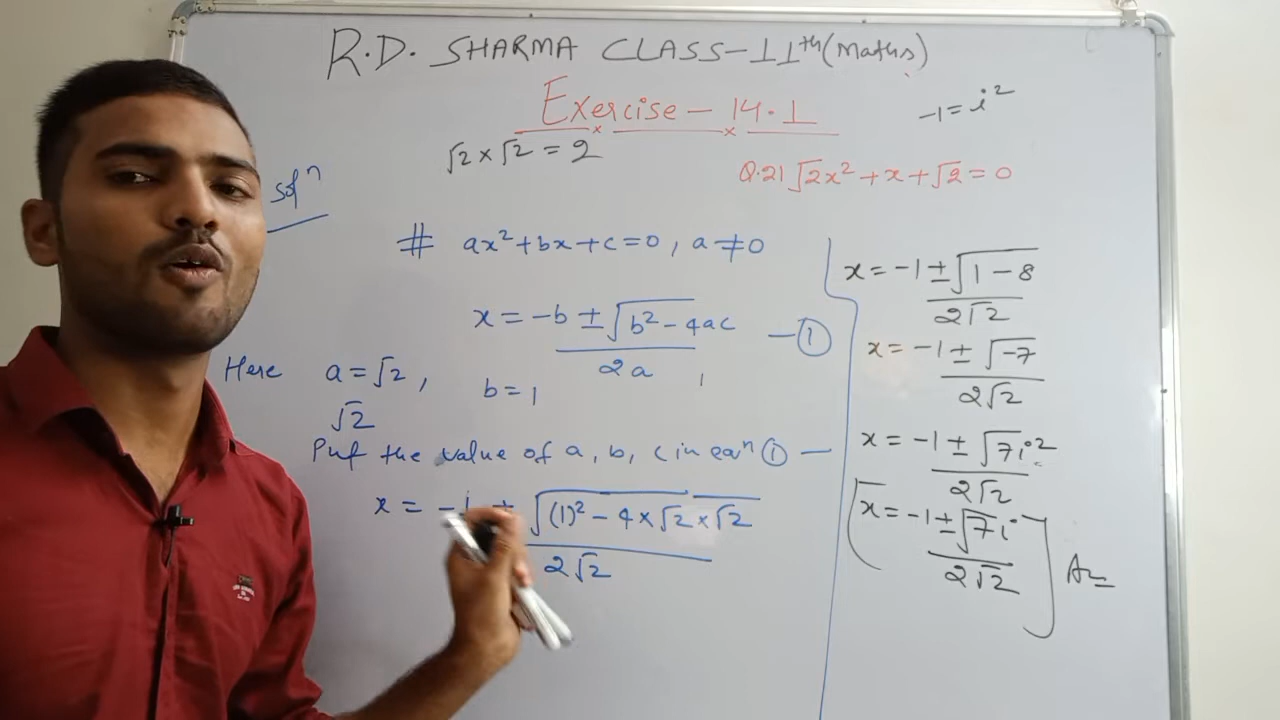 R.D. SHARMA CLASS-11th (Maths)
Exercise - 14.1
-1 = i²
√2 × √2 = 2
Q.21 √2x² + x + √2 = 0
Solⁿ
# ax² + bx + c = 0, a ≠ 0
x = -b ± √(b² - 4ac) / 2a — ①
Here a = √2, b = 1
√2
Put the value of a, b, c in eqⁿ ① —
x = -1 ± √((1)² - 4 × √2 × √2) / 2√2
x = -1 ± √(1 - 8) / 2√2
x = -1 ± √-7 / 2√2
x = -1 ± √7i² / 2√2
x = -1 ± √7 i / 2√2